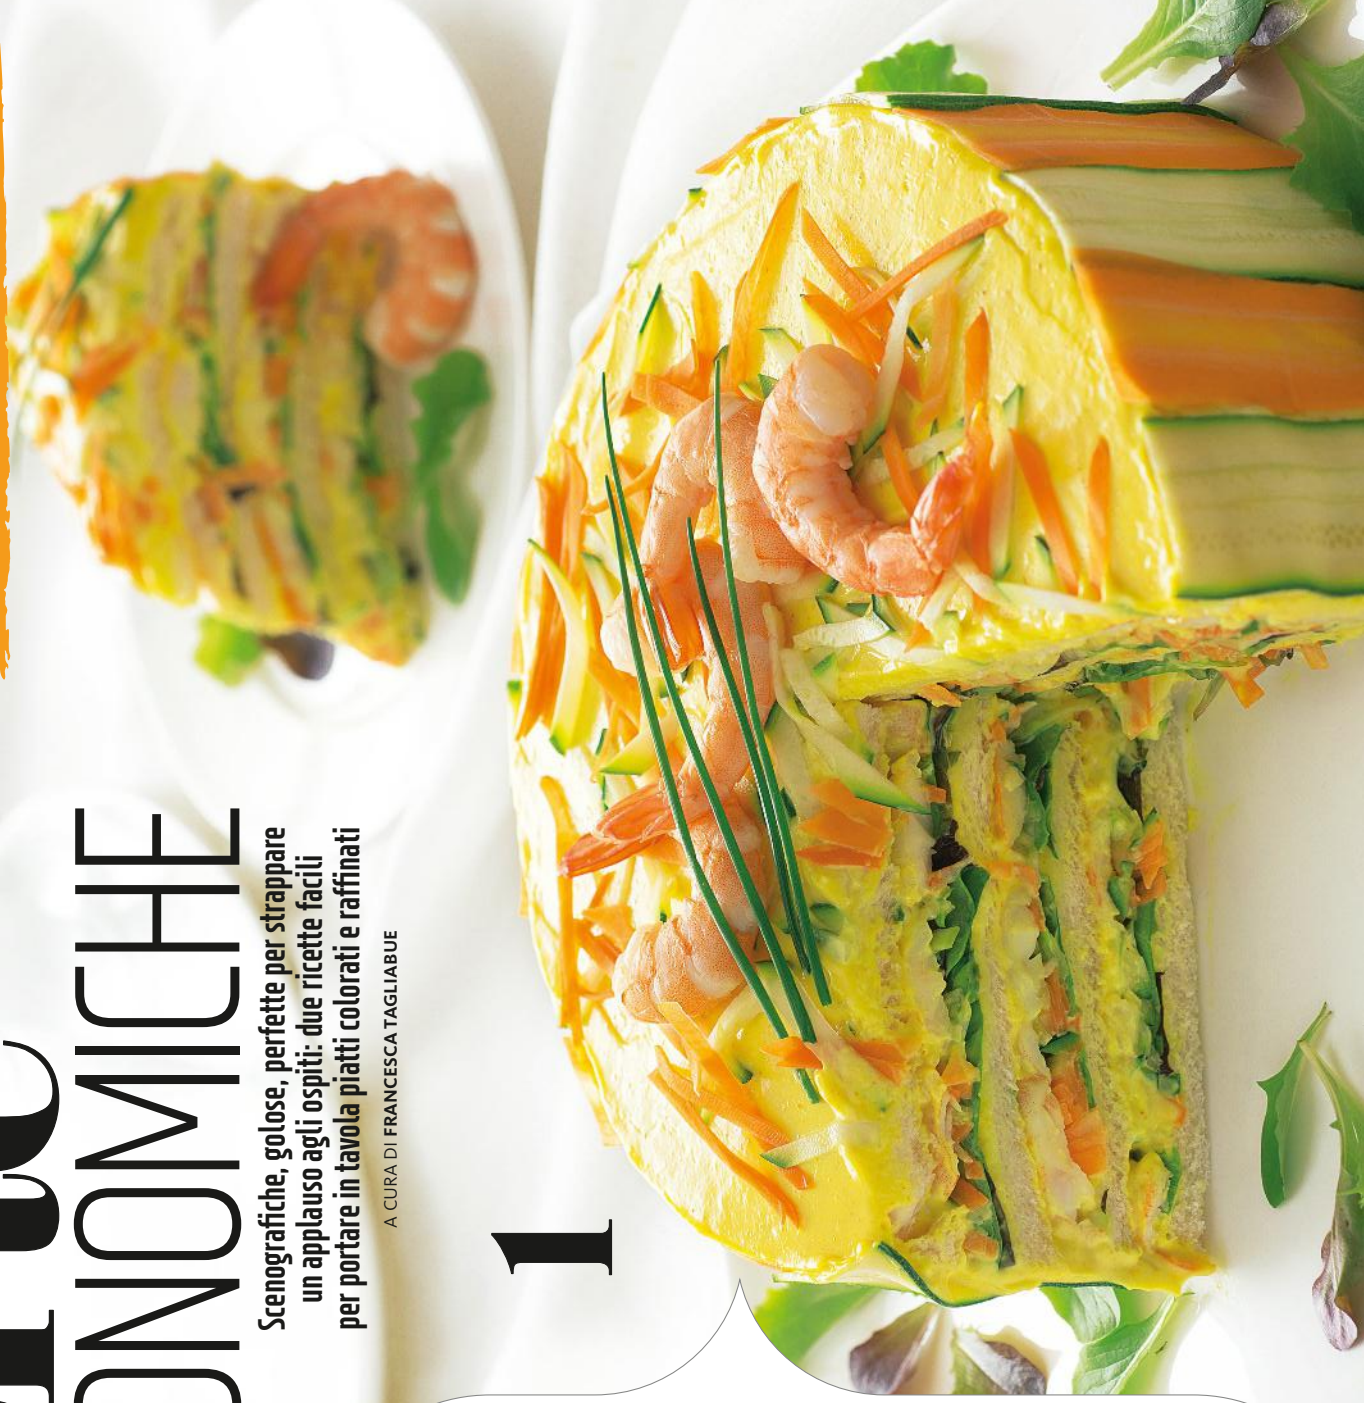 ONOMICHE
Scenografiche, golose, perfette per strappare
un applauso agli ospiti: due ricette facili
per portare in tavola piatti colorati e raffinati
A CURA DI FRANCESCA TAGLIABUE
1